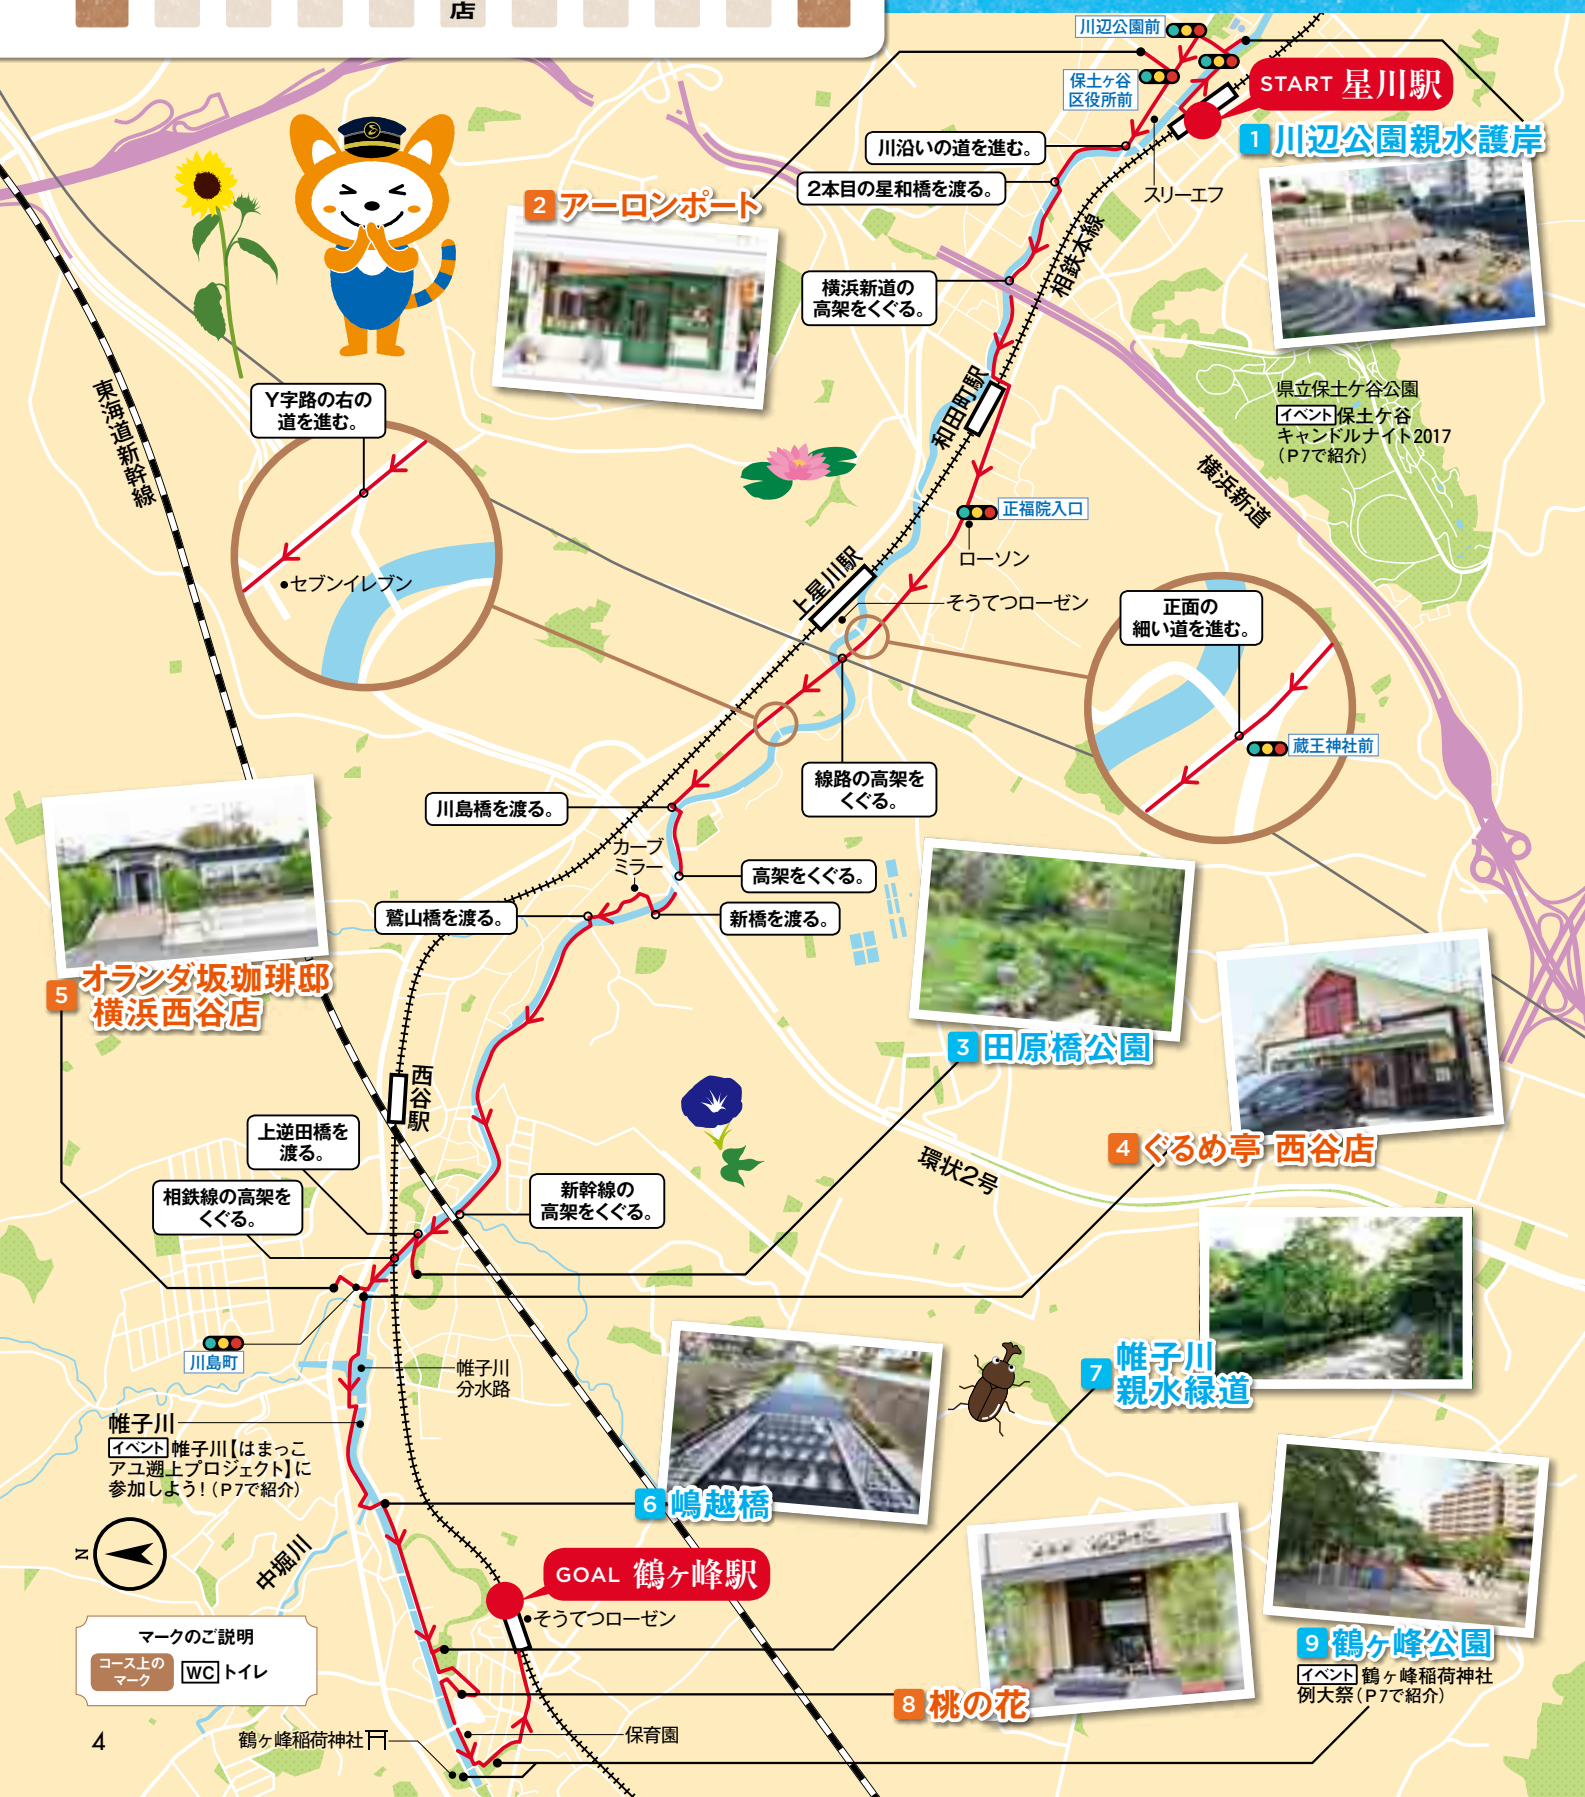 店
川辺公園前
保土ヶ谷
区役所前
START 星川駅
1 川辺公園親水護岸
川沿いの道を進む。
2本目の星和橋を渡る。
スリーエフ
2 アーロンポート
相鉄本線
横浜新道の
高架をくぐる。
東海道新幹線
Y字路の右の
道を進む。
セブンイレブン
和田町駅
県立保土ケ谷公園
イベント 保土ケ谷
キャンドルナイト2017
（P7で紹介）
横浜新道
正福院入口
ローソン
上星川駅
そうてつローゼン
正面の
細い道を進む。
蔵王神社前
線路の高架を
くぐる。
川島橋を渡る。
カーブ
ミラー
高架をくぐる。
鷲山橋を渡る。
新橋を渡る。
5 オランダ坂珈琲邸
横浜西谷店
3 田原橋公園
西谷駅
4 ぐるめ亭 西谷店
環状2号
上逆田橋を
渡る。
相鉄線の高架を
くぐる。
新幹線の
高架をくぐる。
川島町
帷子川
分水路
7 帷子川
親水緑道
帷子川
イベント 帷子川【はまっこ
アユ遡上プロジェクト】に
参加しよう！（P7で紹介）
6 嶋越橋
N
中堀川
GOAL 鶴ヶ峰駅
そうてつローゼン
マークのご説明
コース上の
マーク
WC トイレ
9 鶴ヶ峰公園
イベント 鶴ヶ峰稲荷神社
例大祭（P7で紹介）
8 桃の花
保育園
鶴ヶ峰稲荷神社
4